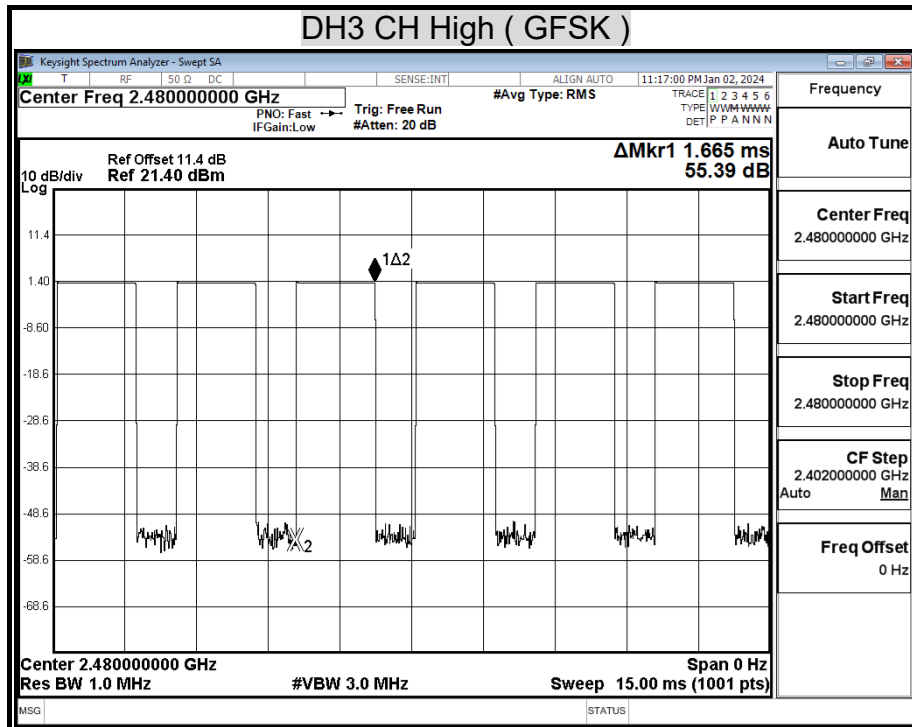 DH3 CH High ( GFSK )
Keysight Spectrum Analyzer - Swept SA
LXI T RF 50 Ω DC SENSE:INT ALIGN AUTO 11:17:00 PM Jan 02, 2024
Center Freq 2.480000000 GHz
#Avg Type: RMS
TRACE 1 2 3 4 5 6
TYPE WWMWWWW
DET P P A N N N
PNO: Fast
IFGain:Low
Trig: Free Run
#Atten: 20 dB
Frequency
Auto Tune
ΔMkr1 1.665 ms
55.39 dB
Ref Offset 11.4 dB
10 dB/div Ref 21.40 dBm
Log
11.4
1.40
-8.60
-18.6
-28.6
-38.6
-48.6
-58.6
-68.6
1Δ2
2
Center 2.480000000 GHz Span 0 Hz
Res BW 1.0 MHz #VBW 3.0 MHz Sweep 15.00 ms (1001 pts)
Center Freq
2.480000000 GHz
Start Freq
2.480000000 GHz
Stop Freq
2.480000000 GHz
CF Step
2.402000000 GHz
Auto Man
Freq Offset
0 Hz
MSG STATUS